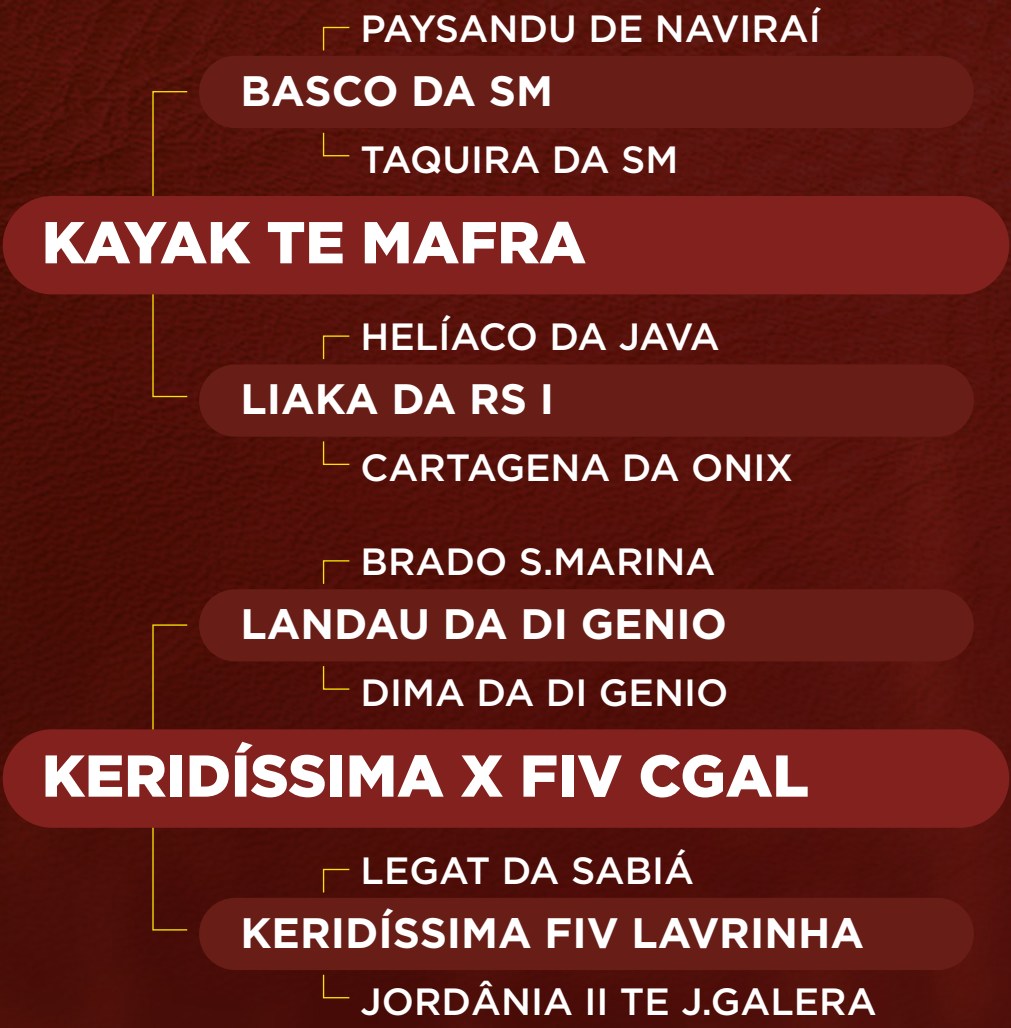 PAYSANDU DE NAVIRAÍ
BASCO DA SM
TAQUIRA DA SM
KAYAK TE MAFRA
HELÍACO DA JAVA
LIAKA DA RS I
CARTAGENA DA ONIX
BRADO S.MARINA
LANDAU DA DI GENIO
DIMA DA DI GENIO
KERIDÍSSIMA X FIV CGAL
LEGAT DA SABIÁ
KERIDÍSSIMA FIV LAVRINHA
JORDÂNIA II TE J.GALERA